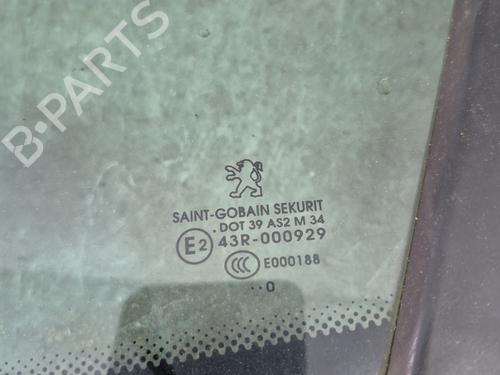 B-PARTS
SAINT-GOBAIN SEKURIT
.DOT 39 AS2 M 34
E2 43R-000929
CCC E000188
..0